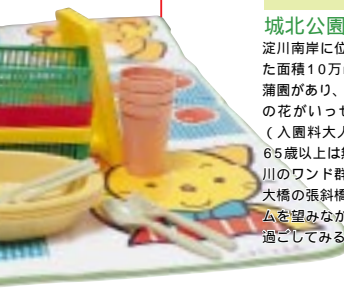 城北公園
淀川南岸に位
た面積10万
蒲園があり、
の花がいっせ
(入園料大人
65歳以上は無
川のワンド群
大橋の張斜橋
ムを望みなが
過ごしてみる